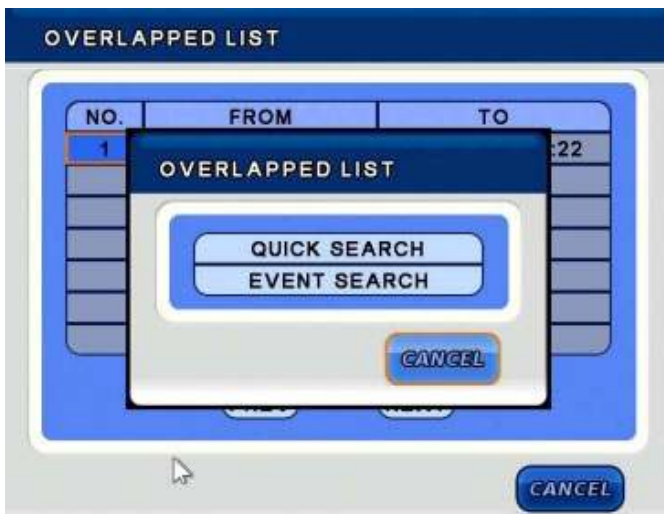 OVERLAPPED LIST
NO. FROM TO
1 :22
OVERLAPPED LIST
QUICK SEARCH
EVENT SEARCH
CANCEL
CANCEL